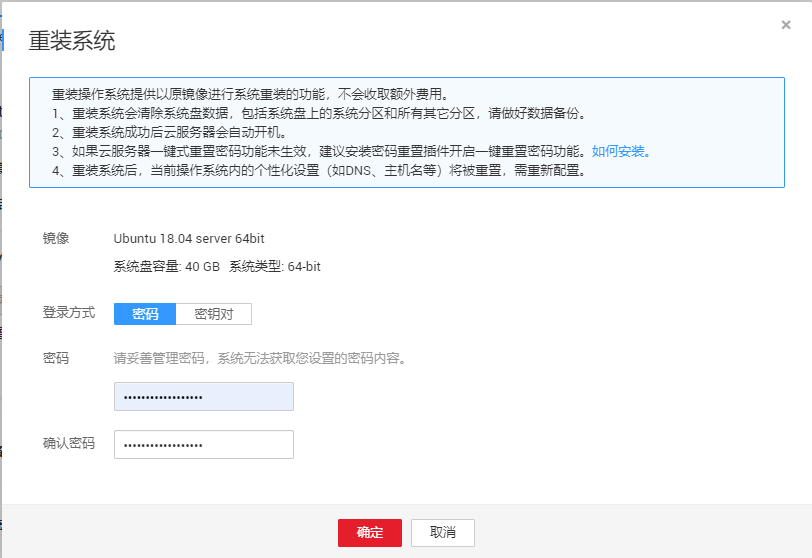 重装系统
×
重装操作系统提供以原镜像进行系统重装的功能，不会收取额外费用。
1、重装系统会清除系统盘数据，包括系统盘上的系统分区和所有其它分区，请做好数据备份。
2、重装系统成功后云服务器会自动开机。
3、如果云服务器一键式重置密码功能未生效，建议安装密码重置插件开启一键重置密码功能。如何安装。
4、重装系统后，当前操作系统内的个性化设置（如DNS、主机名等）将被重置，需重新配置。
镜像 Ubuntu 18.04 server 64bit
系统盘容量: 40 GB 系统类型: 64-bit
登录方式 密码 密钥对
密码 请妥善管理密码，系统无法获取您设置的密码内容。
••••••••••••••••••
确认密码 ••••••••••••••••••
确定 取消